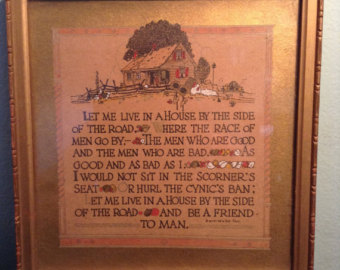 LET ME LIVE IN A HOUSE BY THE SIDE
OF THE ROAD, HERE THE RACE OF
MEN GO BY;— THE MEN WHO ARE GOOD
AND THE MEN WHO ARE BAD, AS
GOOD AND AS BAD AS I;
I WOULD NOT SIT IN THE SCORNER'S
SEAT OR HURL THE CYNIC'S BAN;
LET ME LIVE IN A HOUSE BY THE SIDE
OF THE ROAD AND BE A FRIEND
TO MAN.